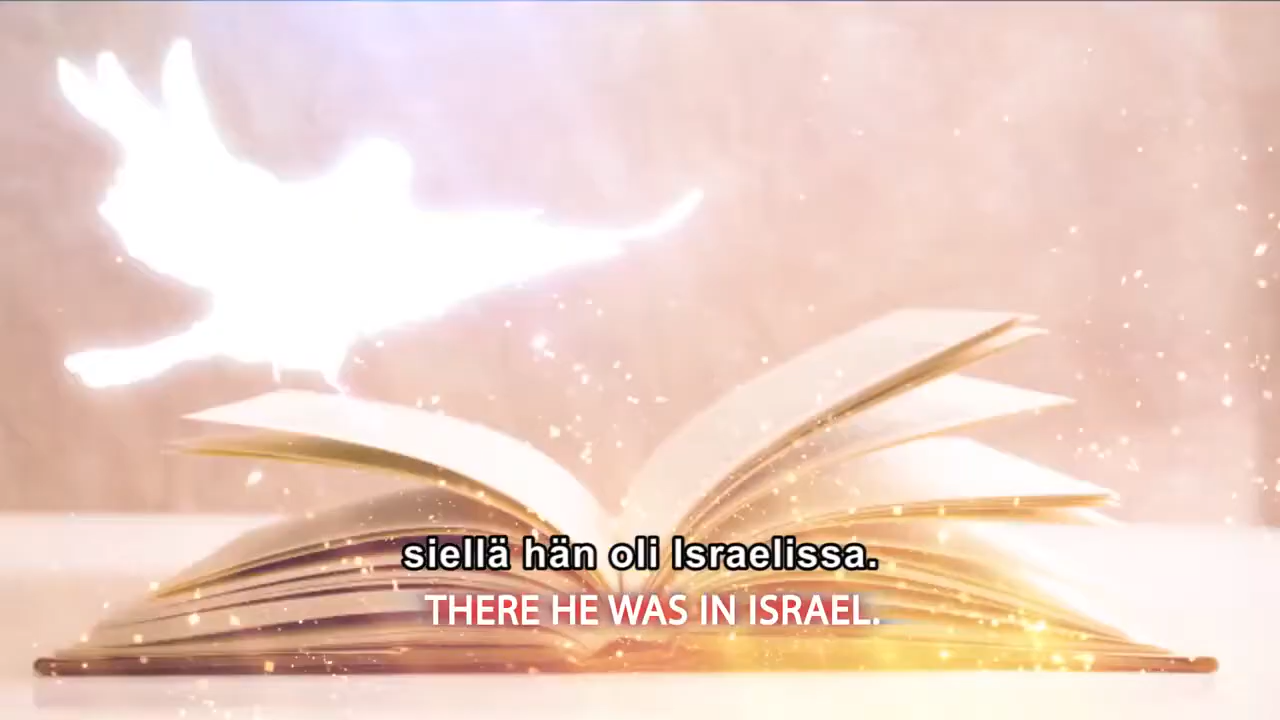 siellä hän oli Israelissa.
THERE HE WAS IN ISRAEL.